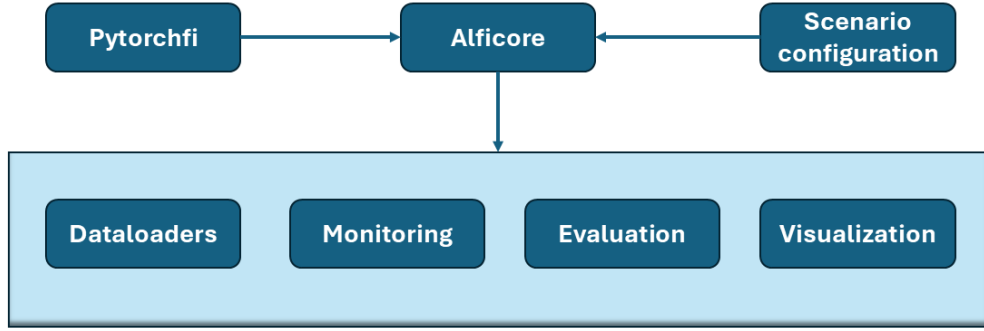 Pytorchfi
Alficore
Scenario
configuration
Dataloaders
Monitoring
Evaluation
Visualization